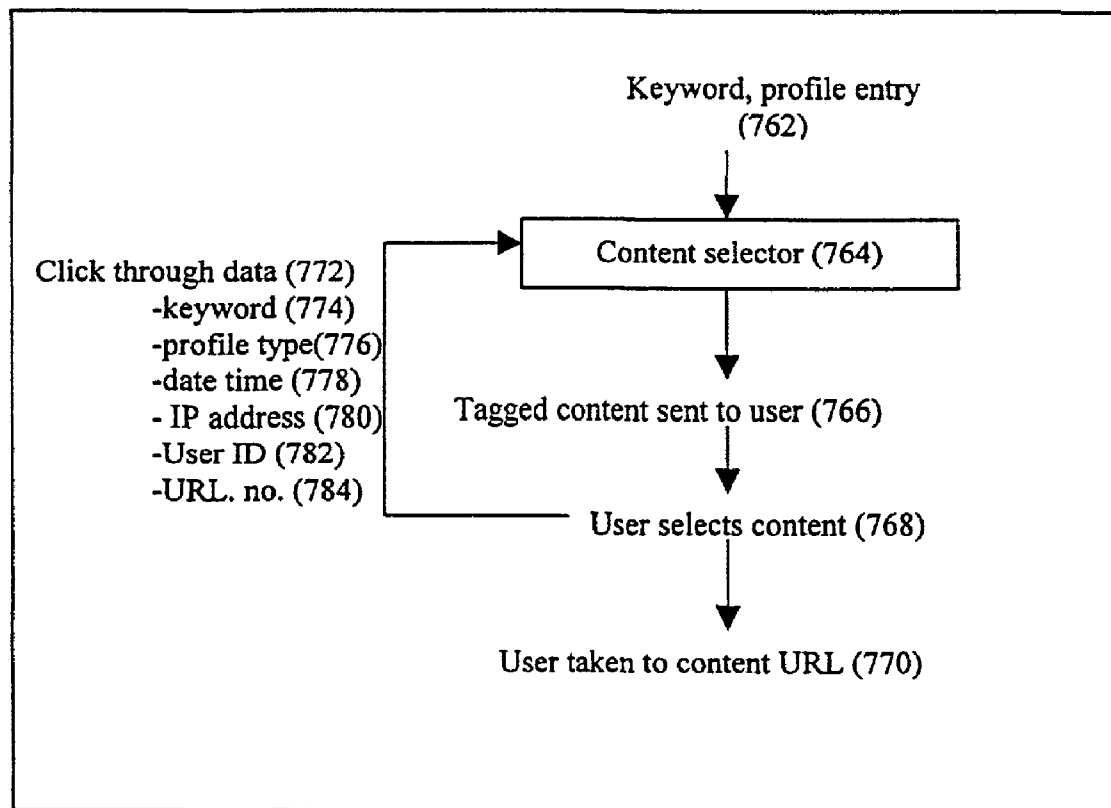 Keyword, profile entry
(762)
Content selector (764)
Click through data (772)
-keyword (774)
-profile type(776)
-date time (778)
- IP address (780)
-User ID (782)
-URL. no. (784)
Tagged content sent to user (766)
User selects content (768)
User taken to content URL (770)